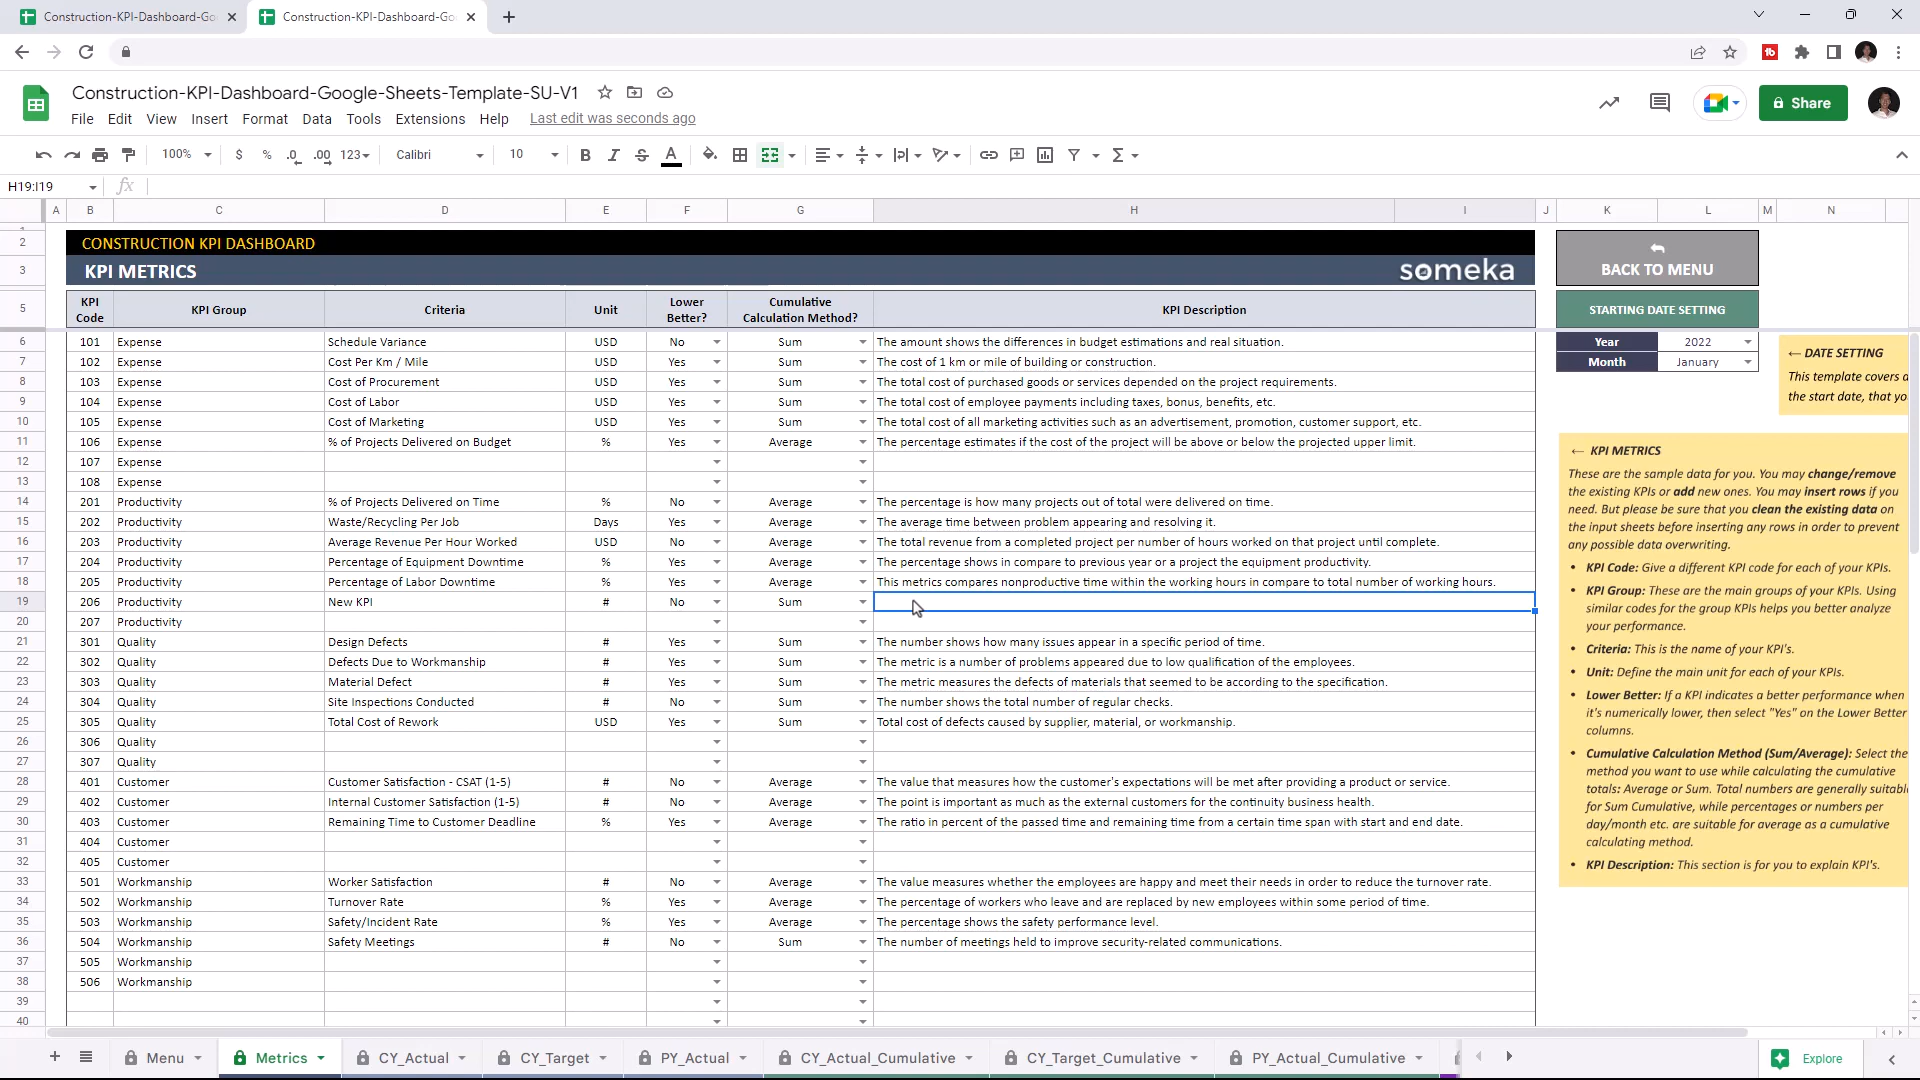 Construction-KPI-Dashboard-Go
Construction-KPI-Dashboard-Go
Construction-KPI-Dashboard-Google-Sheets-Template-SU-V1
File Edit View Insert Format Data Tools Extensions Help Last edit was seconds ago
Share
100% $ % .0 .00 123 Calibri 10 B I S A
H19:I19 fx
A B C D E F G H I J K L M N
CONSTRUCTION KPI DASHBOARD
KPI METRICS
someka
BACK TO MENU
KPI Code KPI Group Criteria Unit Lower Better? Cumulative Calculation Method? KPI Description
STARTING DATE SETTING
6 101 Expense Schedule Variance USD No Sum The amount shows the differences in budget estimations and real situation.
7 102 Expense Cost Per Km / Mile USD Yes Sum The cost of 1 km or mile of building or construction.
8 103 Expense Cost of Procurement USD Yes Sum The total cost of purchased goods or services depended on the project requirements.
9 104 Expense Cost of Labor USD Yes Sum The total cost of employee payments including taxes, bonus, benefits, etc.
10 105 Expense Cost of Marketing USD Yes Sum The total cost of all marketing activities such as an advertisement, promotion, customer support, etc.
11 106 Expense % of Projects Delivered on Budget % Yes Average The percentage estimates if the cost of the project will be above or below the projected upper limit.
12 107 Expense
13 108 Expense
14 201 Productivity % of Projects Delivered on Time % No Average The percentage is how many projects out of total were delivered on time.
15 202 Productivity Waste/Recycling Per Job Days Yes Average The average time between problem appearing and resolving it.
16 203 Productivity Average Revenue Per Hour Worked USD No Average The total revenue from a completed project per number of hours worked on that project until complete.
17 204 Productivity Percentage of Equipment Downtime % Yes Average The percentage shows in compare to previous year or a project the equipment productivity.
18 205 Productivity Percentage of Labor Downtime % Yes Average This metrics compares nonproductive time within the working hours in compare to total number of working hours.
19 206 Productivity New KPI # No Sum
20 207 Productivity
21 301 Quality Design Defects # Yes Sum The number shows how many issues appear in a specific period of time.
22 302 Quality Defects Due to Workmanship # Yes Sum The metric is a number of problems appeared due to low qualification of the employees.
23 303 Quality Material Defect # Yes Sum The metric measures the defects of materials that seemed to be according to the specification.
24 304 Quality Site Inspections Conducted # No Sum The number shows the total number of regular checks.
25 305 Quality Total Cost of Rework USD Yes Sum Total cost of defects caused by supplier, material, or workmanship.
26 306 Quality
27 307 Quality
28 401 Customer Customer Satisfaction - CSAT (1-5) # No Average The value that measures how the customer's expectations will be met after providing a product or service.
29 402 Customer Internal Customer Satisfaction (1-5) # No Average The point is important as much as the external customers for the continuity business health.
30 403 Customer Remaining Time to Customer Deadline % Yes Average The ratio in percent of the passed time and remaining time from a certain time span with start and end date.
31 404 Customer
32 405 Customer
33 501 Workmanship Worker Satisfaction # No Average The value measures whether the employees are happy and meet their needs in order to reduce the turnover rate.
34 502 Workmanship Turnover Rate % Yes Average The percentage of workers who leave and are replaced by new employees within some period of time.
35 503 Workmanship Safety/Incident Rate % Yes Average The percentage shows the safety performance level.
36 504 Workmanship Safety Meetings # No Sum The number of meetings held to improve security-related communications.
37 505 Workmanship
38 506 Workmanship
39
40
Year 2022
Month January
← DATE SETTING
This template covers a
the start date, that yo
← KPI METRICS
These are the sample data for you. You may change/remove
the existing KPIs or add new ones. You may insert rows if you
need. But please be sure that you clean the existing data on
the input sheets before inserting any rows in order to prevent
any possible data overwriting.
• KPI Code: Give a different KPI code for each of your KPIs.
• KPI Group: These are the main groups of your KPIs. Using
similar codes for the group KPIs helps you better analyze
your performance.
• Criteria: This is the name of your KPI's.
• Unit: Define the main unit for each of your KPIs.
• Lower Better: If a KPI indicates a better performance when
it's numerically lower, then select "Yes" on the Lower Better
columns.
• Cumulative Calculation Method (Sum/Average): Select the
method you want to use while calculating the cumulative
totals: Average or Sum. Total numbers are generally suitabl
for Sum Cumulative, while percentages or numbers per
day/month etc. are suitable for average as a cumulative
calculating method.
• KPI Description: This section is for you to explain KPI's.
Menu Metrics CY_Actual CY_Target PY_Actual CY_Actual_Cumulative CY_Target_Cumulative PY_Actual_Cumulative Explore